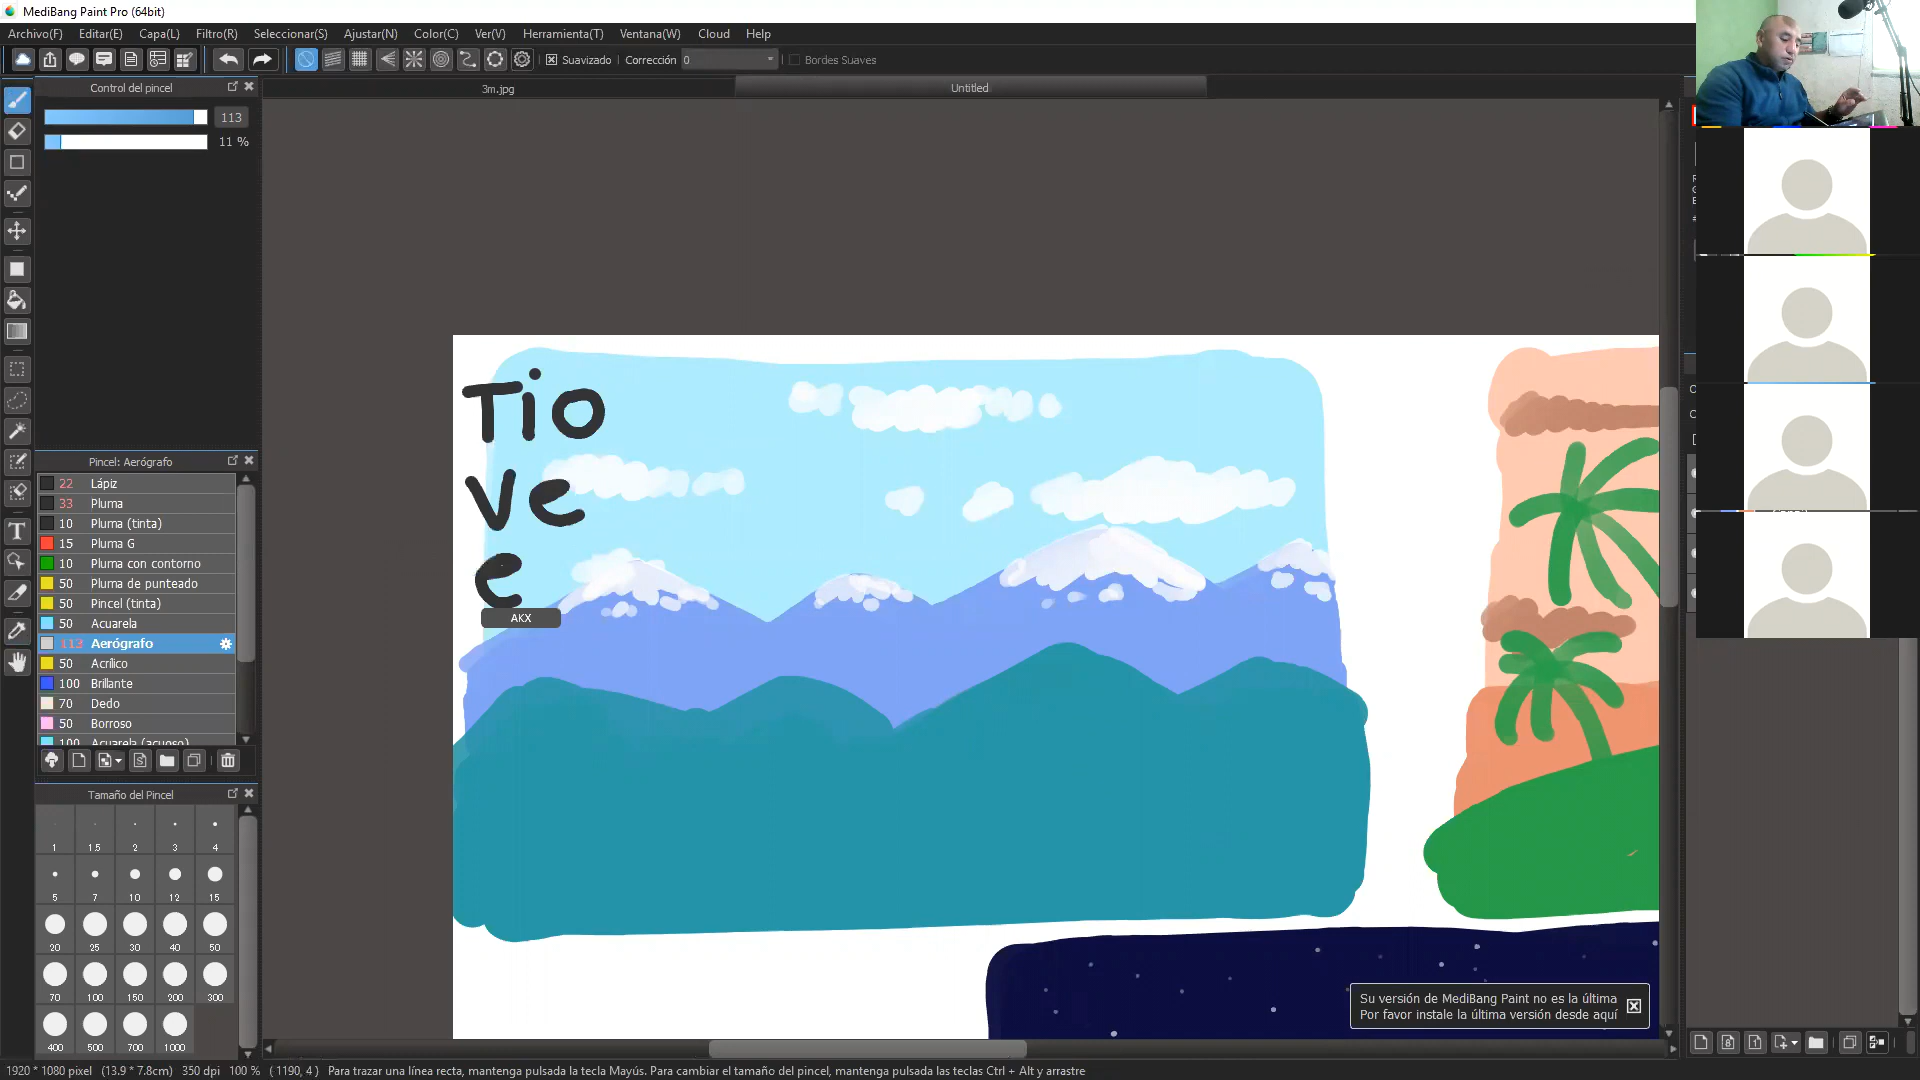 MediBang Paint Pro (64bit)
Archivo(F) Editar(E) Capa(L) Filtro(R) Seleccionar(S) Ajustar(N) Color(C) Ver(V) Herramienta(T) Ventana(W) Cloud Help
Suavizado Corrección 0 Bordes Suaves
Control del pincel
3m.jpg
Untitled
113
11 %
Tio
Ve
e
AKX
Pincel: Aerógrafo
22 Lápiz
33 Pluma
10 Pluma (tinta)
15 Pluma G
10 Pluma con contorno
50 Pluma de punteado
50 Pincel (tinta)
50 Acuarela
113 Aerógrafo
50 Acrílico
100 Brillante
70 Dedo
50 Borroso
100 Acuarela (acuoso)
Tamaño del Pincel
1 1.5 2 3 4
5 7 10 12 15
20 25 30 40 50
70 100 150 200 300
400 500 700 1000
Su versión de MediBang Paint no es la última
Por favor instale la última versión desde aquí
1920 * 1080 pixel (13.9 * 7.8cm) 350 dpi 100 % ( 1190, 4 ) Para trazar una línea recta, mantenga pulsada la tecla Mayús. Para cambiar el tamaño del pincel, mantenga pulsada las teclas Ctrl + Alt y arrastre